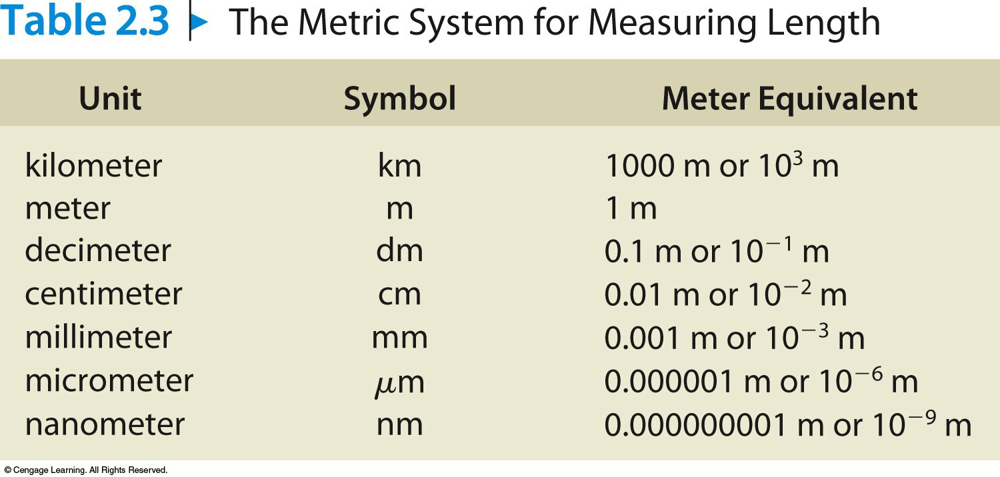 Table 2.3 ▶ The Metric System for Measuring Length
Unit Symbol Meter Equivalent
kilometer km 1000 m or 10³ m
meter m 1 m
decimeter dm 0.1 m or 10⁻¹ m
centimeter cm 0.01 m or 10⁻² m
millimeter mm 0.001 m or 10⁻³ m
micrometer μm 0.000001 m or 10⁻⁶ m
nanometer nm 0.000000001 m or 10⁻⁹ m
© Cengage Learning. All Rights Reserved.